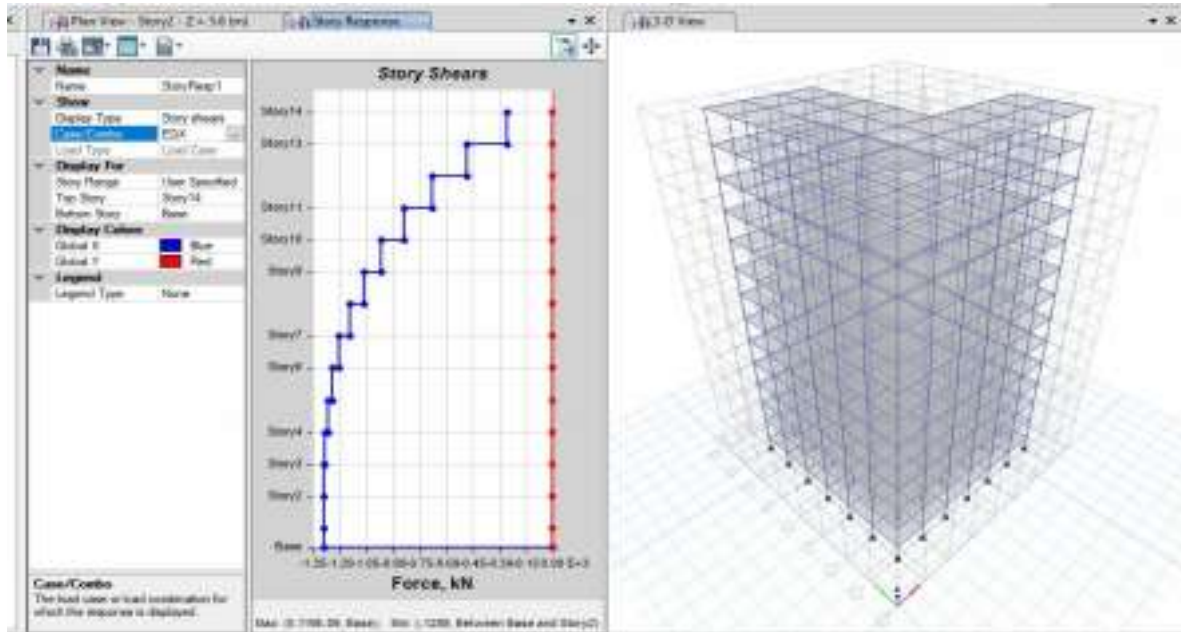 Plan View - Story2 - Z = 5.6 (m)
Story Response
3-D View
Name
Name StoryResp1
Show
Display Type Story shears
Case/Combo EQX
Load Type Load Case
Display For
Story Range User Specified
Top Story Story14
Bottom Story Base
Display Colors
Global X Blue
Global Y Red
Legend
Legend Type None
Case/Combo
The load case or load combination for
which the response is displayed.
Story Shears
Story14
Story13
Story11
Story10
Story9
Story7
Story6
Story4
Story3
Story2
Base
Force, kN